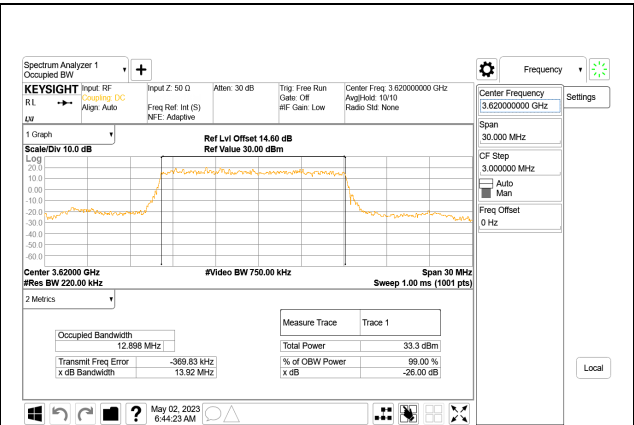 Spectrum Analyzer 1
Occupied BW
+
Frequency
KEYSIGHT
RL
LXI
Input: RF
Coupling: DC
Align: Auto
Input Z: 50 Ω
Freq Ref: Int (S)
NFE: Adaptive
Atten: 30 dB
Trig: Free Run
Gate: Off
#IF Gain: Low
Center Freq: 3.620000000 GHz
Avg|Hold: 10/10
Radio Std: None
Center Frequency
3.620000000 GHz
Settings
Span
30.000 MHz
CF Step
3.000000 MHz
Auto
Man
Freq Offset
0 Hz
Local
1 Graph
Scale/Div 10.0 dB
Ref Lvl Offset 14.60 dB
Ref Value 30.00 dBm
Log
20.0
10.0
0.00
-10.0
-20.0
-30.0
-40.0
-50.0
-60.0
Center 3.62000 GHz
#Video BW 750.00 kHz
Span 30 MHz
#Res BW 220.00 kHz
Sweep 1.00 ms (1001 pts)
2 Metrics
Occupied Bandwidth
12.898 MHz
Transmit Freq Error -369.83 kHz
x dB Bandwidth 13.92 MHz
Measure Trace Trace 1
Total Power 33.3 dBm
% of OBW Power 99.00 %
x dB -26.00 dB
?
May 02, 2023
6:44:23 AM